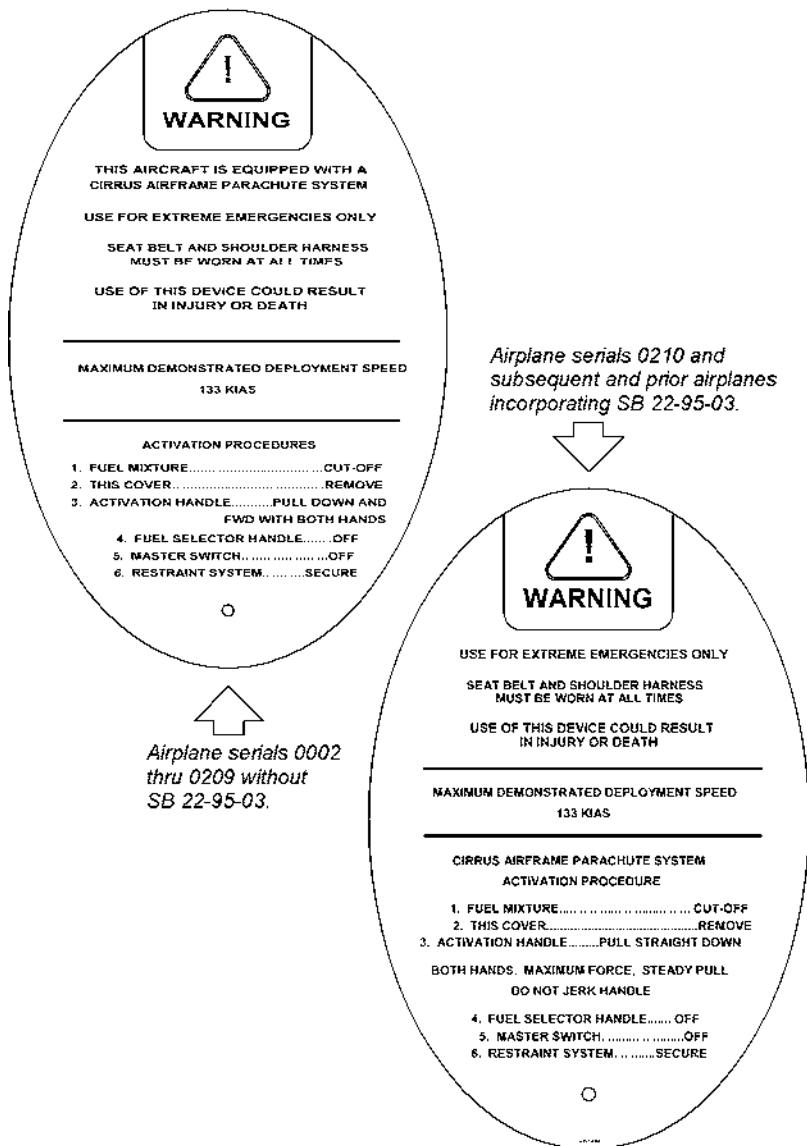 !
WARNING
THIS AIRCRAFT IS EQUIPPED WITH A
CIRRUS AIRFRAME PARACHUTE SYSTEM
USE FOR EXTREME EMERGENCIES ONLY
SEAT BELT AND SHOULDER HARNESS
MUST BE WORN AT ALL TIMES
USE OF THIS DEVICE COULD RESULT
IN INJURY OR DEATH
MAXIMUM DEMONSTRATED DEPLOYMENT SPEED
133 KIAS
ACTIVATION PROCEDURES
1. FUEL MIXTURE..............................CUT-OFF
2. THIS COVER.................................REMOVE
3. ACTIVATION HANDLE..........PULL DOWN AND
FWD WITH BOTH HANDS
4. FUEL SELECTOR HANDLE.......OFF
5. MASTER SWITCH...................OFF
6. RESTRAINT SYSTEM..........SECURE
Airplane serials 0002
thru 0209 without
SB 22-95-03.
Airplane serials 0210 and
subsequent and prior airplanes
incorporating SB 22-95-03.
!
WARNING
USE FOR EXTREME EMERGENCIES ONLY
SEAT BELT AND SHOULDER HARNESS
MUST BE WORN AT ALL TIMES
USE OF THIS DEVICE COULD RESULT
IN INJURY OR DEATH
MAXIMUM DEMONSTRATED DEPLOYMENT SPEED
133 KIAS
CIRRUS AIRFRAME PARACHUTE SYSTEM
ACTIVATION PROCEDURE
1. FUEL MIXTURE.............................. CUT-OFF
2. THIS COVER....................................REMOVE
3. ACTIVATION HANDLE.........PULL STRAIGHT DOWN
BOTH HANDS, MAXIMUM FORCE, STEADY PULL
DO NOT JERK HANDLE
4. FUEL SELECTOR HANDLE....... OFF
5. MASTER SWITCH...................OFF
6. RESTRAINT SYSTEM..........SECURE